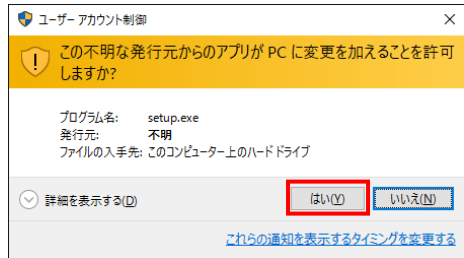 ユーザー アカウント制御
この不明な発行元からのアプリが PC に変更を加えることを許可
しますか?
プログラム名: setup.exe
発行元: 不明
ファイルの入手先: このコンピューター上のハード ドライブ
詳細を表示する(D)
はい(Y)
いいえ(N)
これらの通知を表示するタイミングを変更する